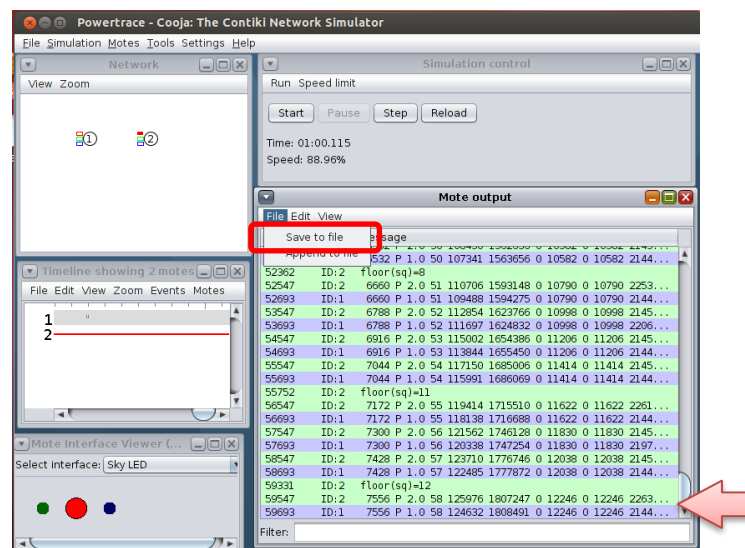 Powertrace - Cooja: The Contiki Network Simulator
File Simulation Motes Tools Settings Help
Network
View Zoom
1
2
Simulation control
Run Speed limit
Start Pause Step Reload
Time: 01:00.115
Speed: 88.96%
Mote output
File Edit View
Save to file
Append to file
6532 P 1.0 50 107341 1563656 0 10582 0 10582 2144...
52362 ID:2 floor(sq)=8
52547 ID:2 6660 P 2.0 51 110706 1593148 0 10790 0 10790 2253...
52693 ID:1 6660 P 1.0 51 109488 1594275 0 10790 0 10790 2144...
53547 ID:2 6788 P 2.0 52 112854 1623766 0 10998 0 10998 2145...
53693 ID:1 6788 P 1.0 52 111697 1624832 0 10998 0 10998 2206...
54547 ID:2 6916 P 2.0 53 115002 1654386 0 11206 0 11206 2145...
54693 ID:1 6916 P 1.0 53 113844 1655450 0 11206 0 11206 2144...
55547 ID:2 7044 P 2.0 54 117150 1685006 0 11414 0 11414 2145...
55693 ID:1 7044 P 1.0 54 115991 1686069 0 11414 0 11414 2144...
55752 ID:2 floor(sq)=11
56547 ID:2 7172 P 2.0 55 119414 1715510 0 11622 0 11622 2261...
56693 ID:1 7172 P 1.0 55 118138 1716688 0 11622 0 11622 2144...
57547 ID:2 7300 P 2.0 56 121562 1746128 0 11830 0 11830 2145...
57693 ID:1 7300 P 1.0 56 120338 1747254 0 11830 0 11830 2197...
58547 ID:2 7428 P 2.0 57 123710 1776746 0 12038 0 12038 2145...
58693 ID:1 7428 P 1.0 57 122485 1777872 0 12038 0 12038 2144...
59331 ID:2 floor(sq)=12
59547 ID:2 7556 P 2.0 58 125976 1807247 0 12246 0 12246 2263...
59693 ID:1 7556 P 1.0 58 124632 1808491 0 12246 0 12246 2144...
Filter:
Timeline showing 2 motes
File Edit View Zoom Events Motes
1
2
Mote Interface Viewer (...
Select interface: Sky LED